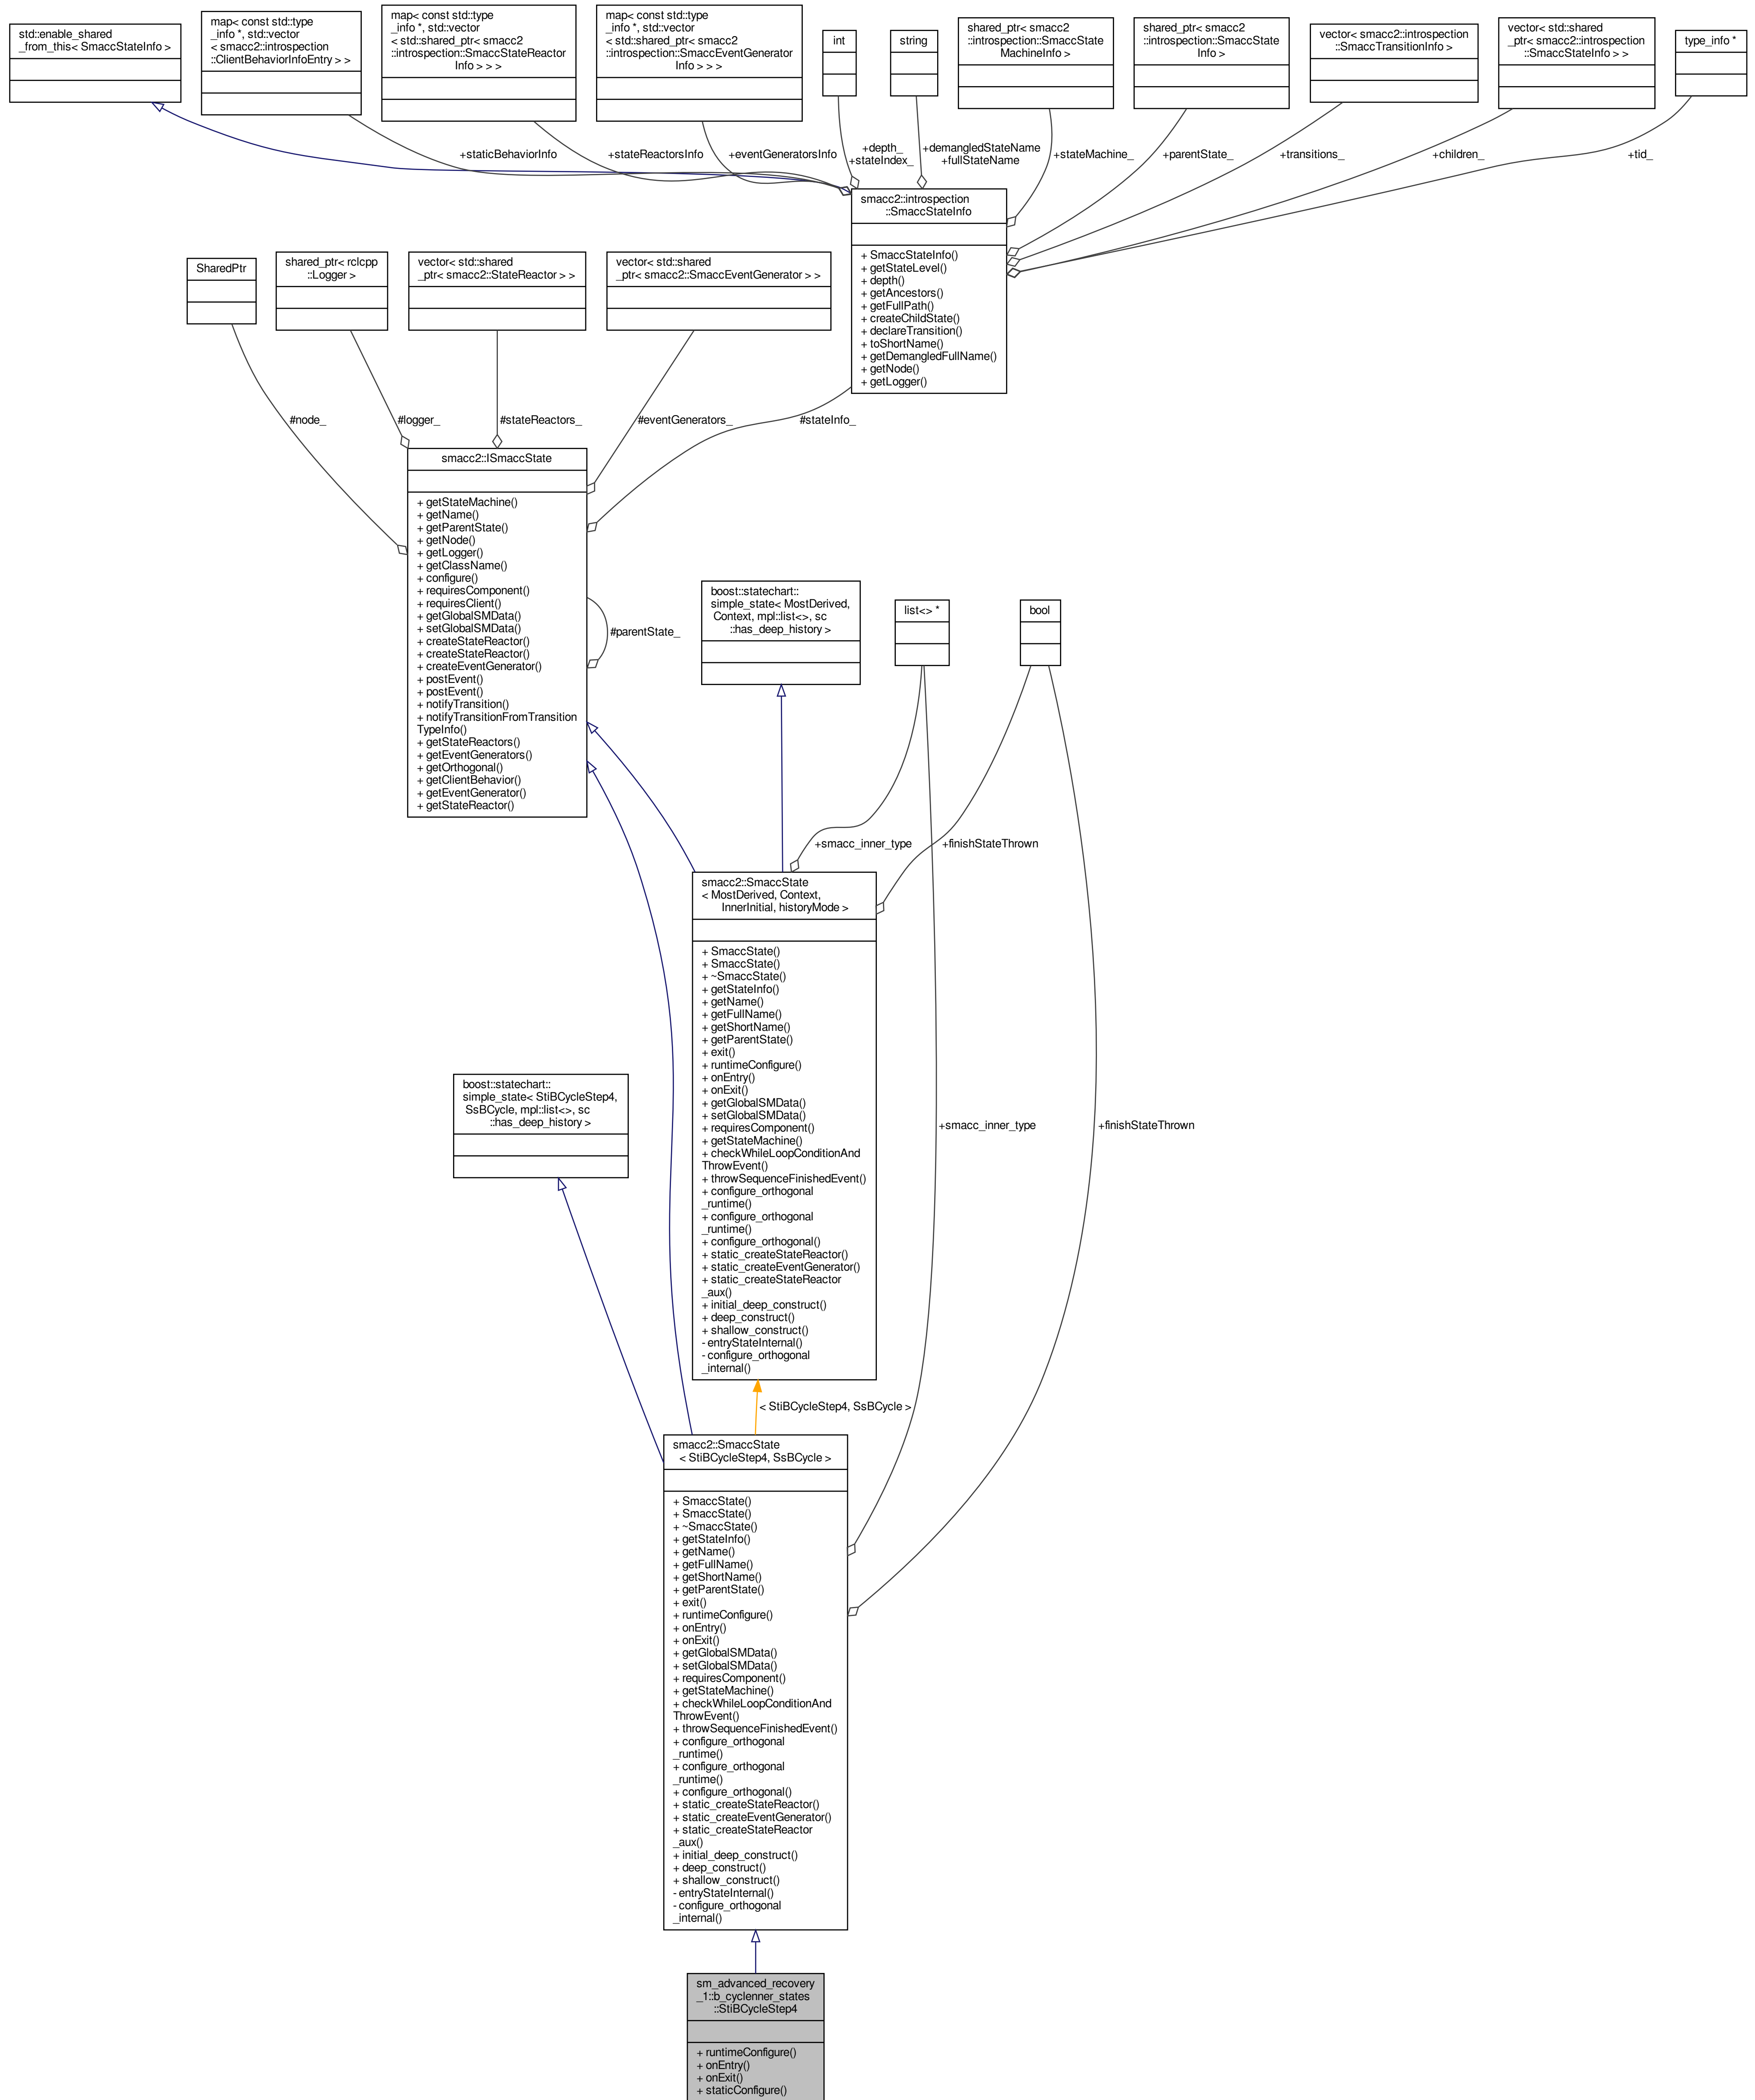 std::enable_shared
_from_this< SmaccStateInfo >
map< const std::type
_info *, std::vector
< smacc2::introspection
::ClientBehaviorInfoEntry > >
map< const std::type
_info *, std::vector
< std::shared_ptr< smacc2
::introspection::SmaccStateReactor
Info > > >
map< const std::type
_info *, std::vector
< std::shared_ptr< smacc2
::introspection::SmaccEventGenerator
Info > > >
int
string
shared_ptr< smacc2
::introspection::SmaccState
MachineInfo >
shared_ptr< smacc2
::introspection::SmaccState
Info >
vector< smacc2::introspection
::SmaccTransitionInfo >
vector< std::shared
_ptr< smacc2::introspection
::SmaccStateInfo > >
type_info *
+staticBehaviorInfo
+stateReactorsInfo
+eventGeneratorsInfo
+depth_
+stateIndex_
+demangledStateName
+fullStateName
+stateMachine_
+parentState_
+transitions_
+children_
+tid_
smacc2::introspection
::SmaccStateInfo
+ SmaccStateInfo()
+ getStateLevel()
+ depth()
+ getAncestors()
+ getFullPath()
+ createChildState()
+ declareTransition()
+ toShortName()
+ getDemangledFullName()
+ getNode()
+ getLogger()
SharedPtr
shared_ptr< rclcpp
::Logger >
vector< std::shared
_ptr< smacc2::StateReactor > >
vector< std::shared
_ptr< smacc2::SmaccEventGenerator > >
#node_
#logger_
#stateReactors_
#eventGenerators_
#stateInfo_
smacc2::ISmaccState
+ getStateMachine()
+ getName()
+ getParentState()
+ getNode()
+ getLogger()
+ getClassName()
+ configure()
+ requiresComponent()
+ requiresClient()
+ getGlobalSMData()
+ setGlobalSMData()
+ createStateReactor()
+ createStateReactor()
+ createEventGenerator()
+ postEvent()
+ postEvent()
+ notifyTransition()
+ notifyTransitionFromTransition
TypeInfo()
+ getStateReactors()
+ getEventGenerators()
+ getOrthogonal()
+ getClientBehavior()
+ getEventGenerator()
+ getStateReactor()
#parentState_
boost::statechart::
simple_state< MostDerived,
Context, mpl::list<>, sc
::has_deep_history >
list<> *
bool
+smacc_inner_type
+finishStateThrown
smacc2::SmaccState
< MostDerived, Context,
InnerInitial, historyMode >
+ SmaccState()
+ SmaccState()
+ ~SmaccState()
+ getStateInfo()
+ getName()
+ getFullName()
+ getShortName()
+ getParentState()
+ exit()
+ runtimeConfigure()
+ onEntry()
+ onExit()
+ getGlobalSMData()
+ setGlobalSMData()
+ requiresComponent()
+ getStateMachine()
+ checkWhileLoopConditionAnd
ThrowEvent()
+ throwSequenceFinishedEvent()
+ configure_orthogonal
_runtime()
+ configure_orthogonal
_runtime()
+ configure_orthogonal()
+ static_createStateReactor()
+ static_createEventGenerator()
+ static_createStateReactor
_aux()
+ initial_deep_construct()
+ deep_construct()
+ shallow_construct()
- entryStateInternal()
- configure_orthogonal
_internal()
boost::statechart::
simple_state< StiBCycleStep4,
SsBCycle, mpl::list<>, sc
::has_deep_history >
+smacc_inner_type
+finishStateThrown
< StiBCycleStep4, SsBCycle >
smacc2::SmaccState
< StiBCycleStep4, SsBCycle >
+ SmaccState()
+ SmaccState()
+ ~SmaccState()
+ getStateInfo()
+ getName()
+ getFullName()
+ getShortName()
+ getParentState()
+ exit()
+ runtimeConfigure()
+ onEntry()
+ onExit()
+ getGlobalSMData()
+ setGlobalSMData()
+ requiresComponent()
+ getStateMachine()
+ checkWhileLoopConditionAnd
ThrowEvent()
+ throwSequenceFinishedEvent()
+ configure_orthogonal
_runtime()
+ configure_orthogonal
_runtime()
+ configure_orthogonal()
+ static_createStateReactor()
+ static_createEventGenerator()
+ static_createStateReactor
_aux()
+ initial_deep_construct()
+ deep_construct()
+ shallow_construct()
- entryStateInternal()
- configure_orthogonal
_internal()
sm_advanced_recovery
_1::b_cyclenner_states
::StiBCycleStep4
+ runtimeConfigure()
+ onEntry()
+ onExit()
+ staticConfigure()